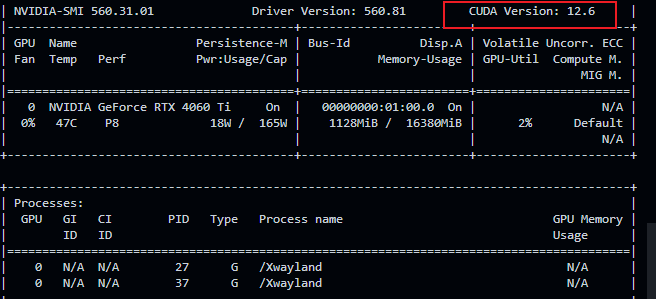 NVIDIA-SMI 560.31.01 Driver Version: 560.81 CUDA Version: 12.6
GPU Name Persistence-M | Bus-Id Disp.A | Volatile Uncorr. ECC
Fan Temp Perf Pwr:Usage/Cap | Memory-Usage | GPU-Util Compute M.
MIG M.
0 NVIDIA GeForce RTX 4060 Ti On | 00000000:01:00.0 On | N/A
0% 47C P8 18W / 165W | 1128MiB / 16380MiB | 2% Default
N/A
Processes:
GPU GI CI PID Type Process name GPU Memory
ID ID Usage
0 N/A N/A 27 G /Xwayland N/A
0 N/A N/A 37 G /Xwayland N/A